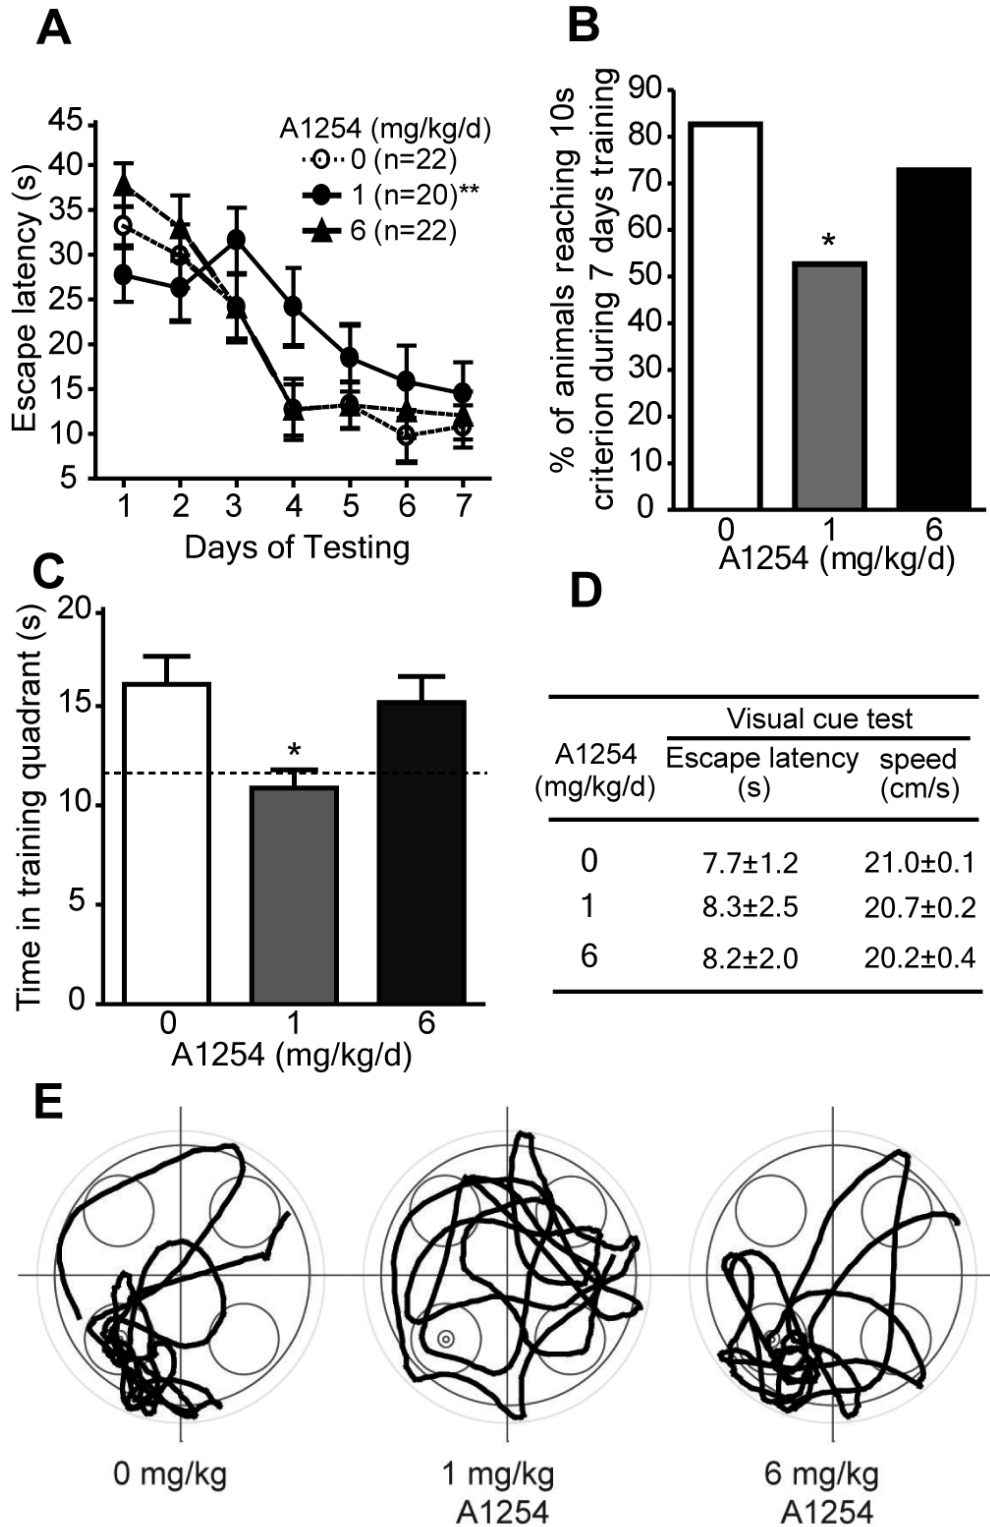 A
Escape latency (s)
45
40
35
30
25
20
15
10
5
A1254 (mg/kg/d)
0 (n=22)
1 (n=20)**
6 (n=22)
1 2 3 4 5 6 7
Days of Testing
B
% of animals reaching 10s
criterion during 7 days training
90
80
70
60
50
40
30
20
10
0
*
0 1 6
A1254 (mg/kg/d)
C
Time in training quadrant (s)
20
15
10
5
0
*
0 1 6
A1254 (mg/kg/d)
D
Visual cue test
A1254 Escape latency speed
(mg/kg/d) (s) (cm/s)
0 7.7±1.2 21.0±0.1
1 8.3±2.5 20.7±0.2
6 8.2±2.0 20.2±0.4
E
0 mg/kg
1 mg/kg
A1254
6 mg/kg
A1254